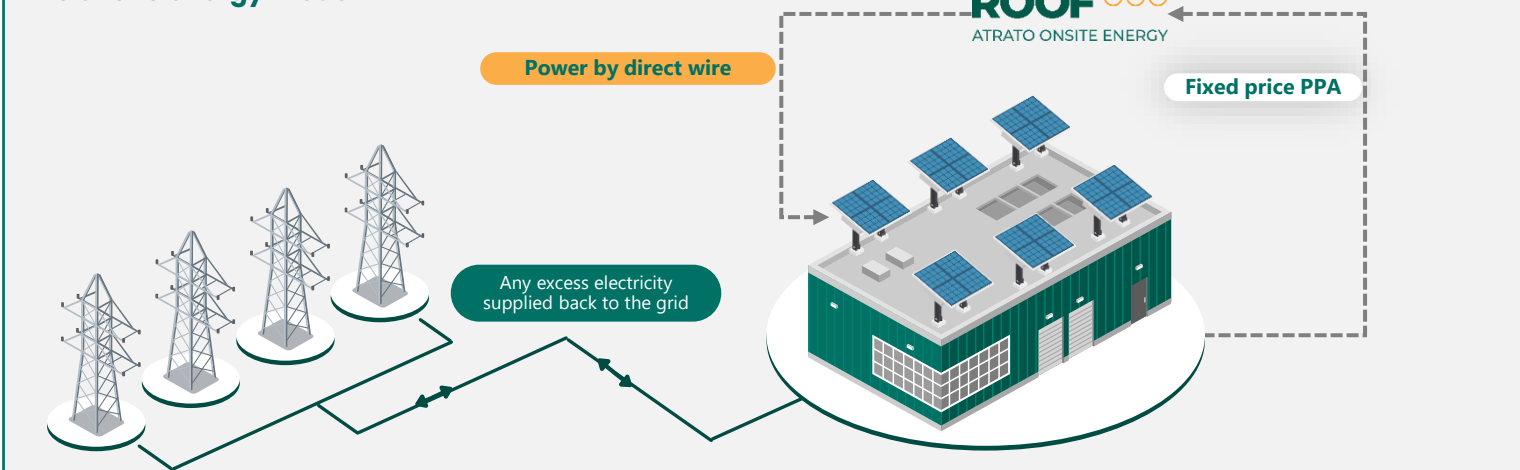 ROOF
ATRATO ONSITE ENERGY
Power by direct wire
Fixed price PPA
Any excess electricity
supplied back to the grid